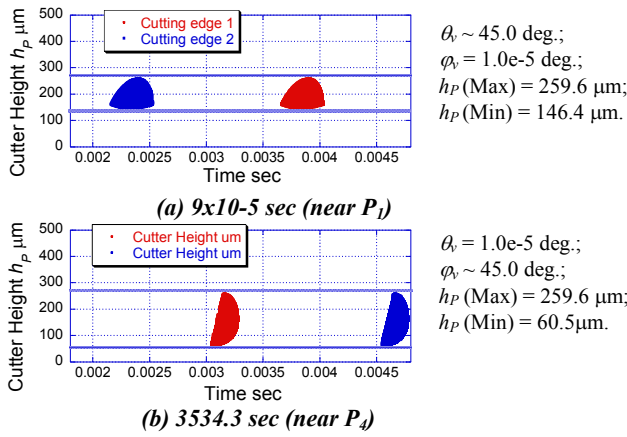 Cutting edge 1
Cutting edge 2
Cutter Height h_P μm
500
400
300
200
100
0
0.002 0.0025 0.003 0.0035 0.004 0.0045
Time sec
(a) 9x10-5 sec (near P₁)
θ_v ~ 45.0 deg.;
φ_v = 1.0e-5 deg.;
h_P (Max) = 259.6 μm;
h_P (Min) = 146.4 μm.
Cutter Height um
Cutter Height um
Cutter Height h_P μm
500
400
300
200
100
0
0.002 0.0025 0.003 0.0035 0.004 0.0045
Time sec
(b) 3534.3 sec (near P₄)
θ_v = 1.0e-5 deg.;
φ_v ~ 45.0 deg.;
h_P (Max) = 259.6 μm;
h_P (Min) = 60.5μm.